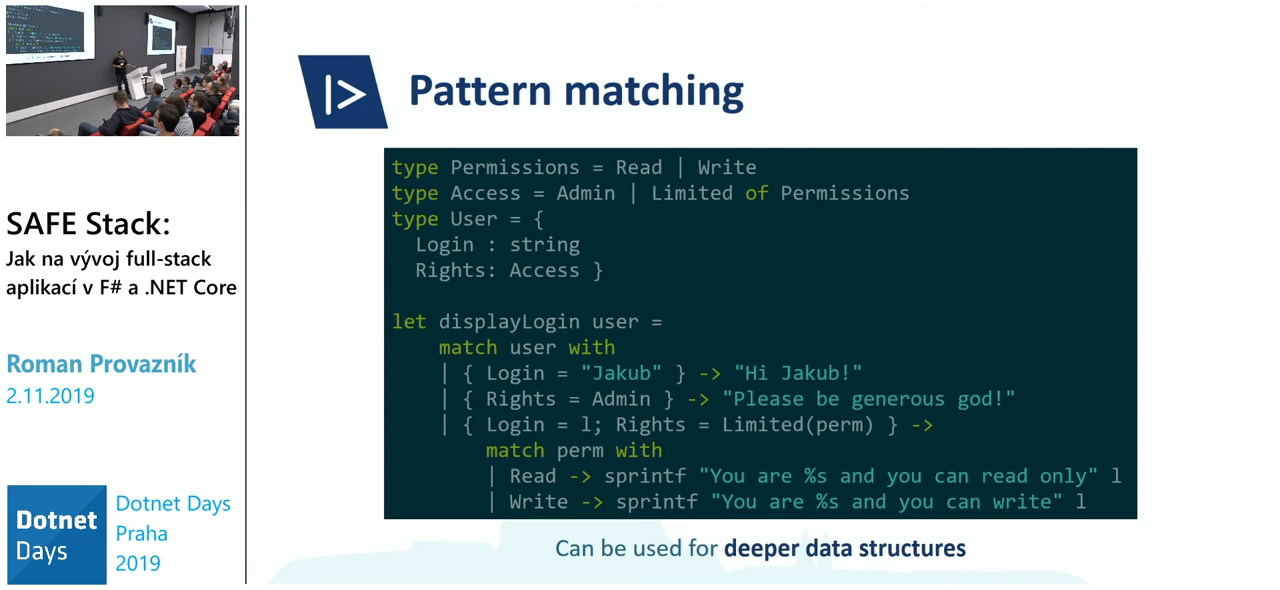 SAFE Stack:
Jak na vývoj full-stack
aplikací v F# a .NET Core
Roman Provazník
2.11.2019
Dotnet
Days
Dotnet Days
Praha
2019
Pattern matching
type Permissions = Read | Write
type Access = Admin | Limited of Permissions
type User = {
  Login : string
  Rights: Access }
let displayLogin user =
    match user with
    | { Login = "Jakub" } -> "Hi Jakub!"
    | { Rights = Admin } -> "Please be generous god!"
    | { Login = l; Rights = Limited(perm) } ->
        match perm with
        | Read -> sprintf "You are %s and you can read only" l
        | Write -> sprintf "You are %s and you can write" l
Can be used for deeper data structures